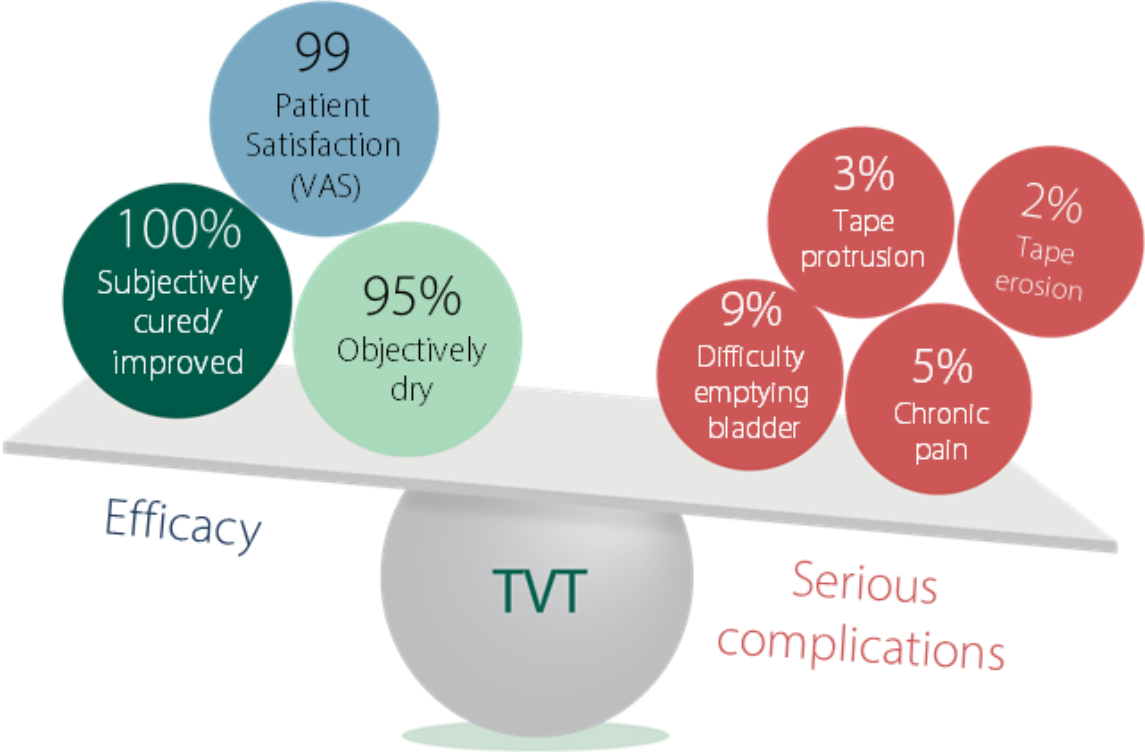 99
Patient
Satisfaction
(VAS)
100%
Subjectively
cured/
improved
95%
Objectively
dry
3%
Tape
protrusion
2%
Tape
erosion
9%
Difficulty
emptying
bladder
5%
Chronic
pain
Efficacy
TVT
Serious
complications